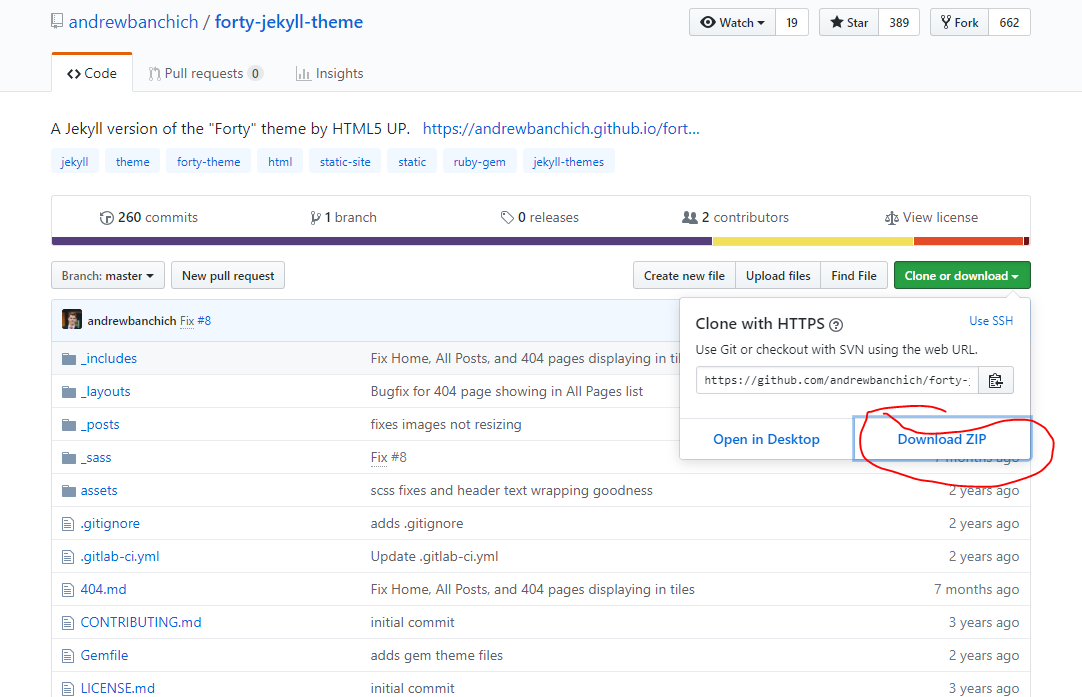 andrewbanchich / forty-jekyll-theme
Watch 19 Star 389 Fork 662
Code Pull requests 0 Insights
A Jekyll version of the "Forty" theme by HTML5 UP. https://andrewbanchich.github.io/fort...
jekyll theme forty-theme html static-site static ruby-gem jekyll-themes
260 commits 1 branch 0 releases 2 contributors View license
Branch: master New pull request Create new file Upload files Find File Clone or download
andrewbanchich Fix #8
Clone with HTTPS Use SSH
Use Git or checkout with SVN using the web URL.
https://github.com/andrewbanchich/forty-j
Open in Desktop Download ZIP
_includes Fix Home, All Posts, and 404 pages displaying in til
_layouts Bugfix for 404 page showing in All Pages list
_posts fixes images not resizing
_sass Fix #8 7 months ago
assets scss fixes and header text wrapping goodness 2 years ago
.gitignore adds .gitignore 2 years ago
.gitlab-ci.yml Update .gitlab-ci.yml 2 years ago
404.md Fix Home, All Posts, and 404 pages displaying in tiles 7 months ago
CONTRIBUTING.md initial commit 3 years ago
Gemfile adds gem theme files 2 years ago
LICENSE.md initial commit 3 years ago